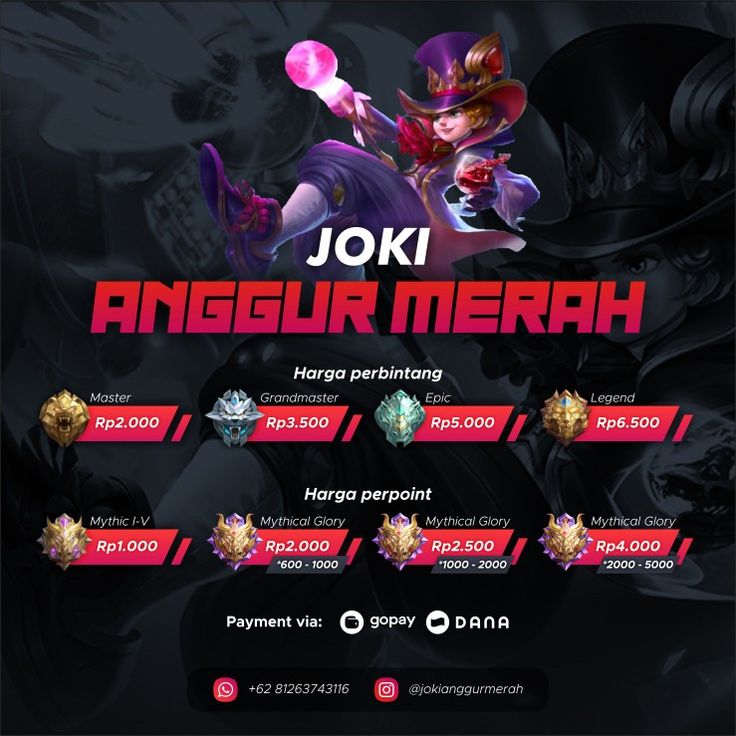 JOKI
ANGGUR MERAH
Harga perbintang
Master
Rp2.000
Grandmaster
Rp3.500
Epic
Rp5.000
Legend
Rp6.500
Harga perpoint
Mythic I-V
Rp1.000
Mythical Glory
Rp2.000
*600 - 1000
Mythical Glory
Rp2.500
*1000 - 2000
Mythical Glory
Rp4.000
*2000 - 5000
Payment via: gopay DANA
+62 81263743116 @jokianggurmerah